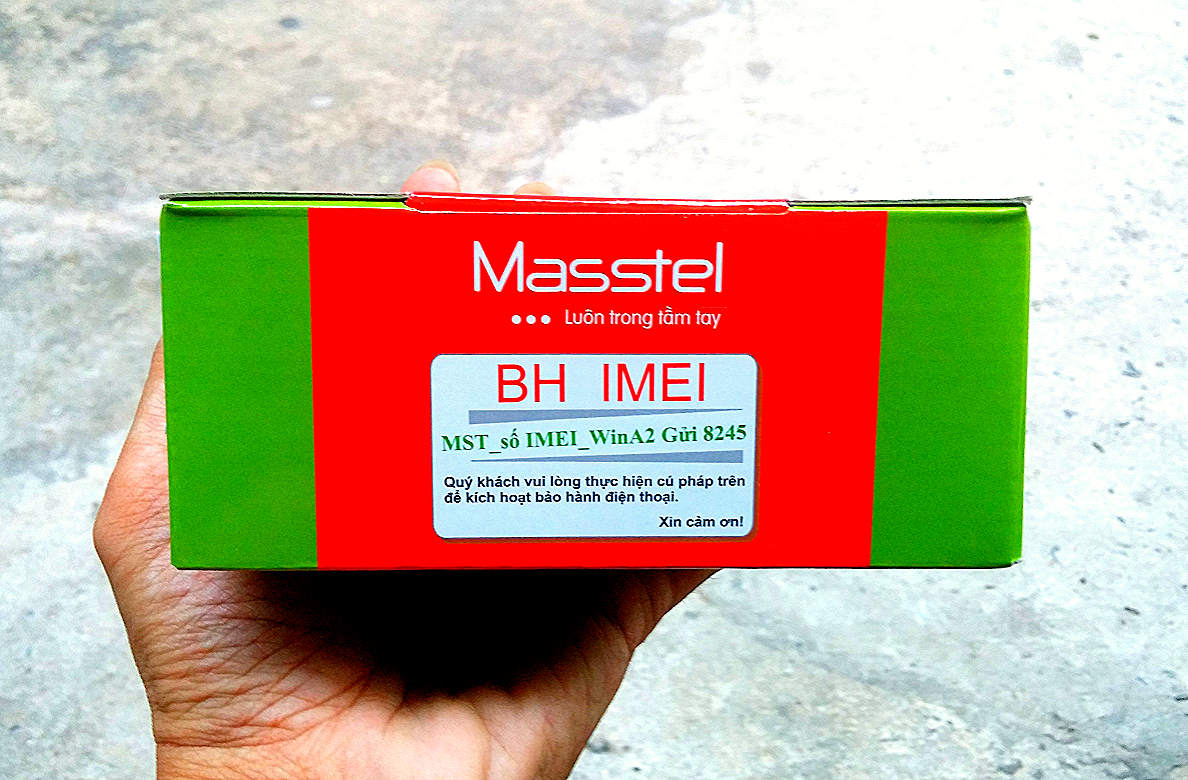 Masstel
Luôn trong tầm tay
BH IMEI
MST_số IMEI_WinA2 Gửi 8245
Quý khách vui lòng thực hiện cú pháp trên
để kích hoạt bảo hành điện thoại.
Xin cảm ơn!